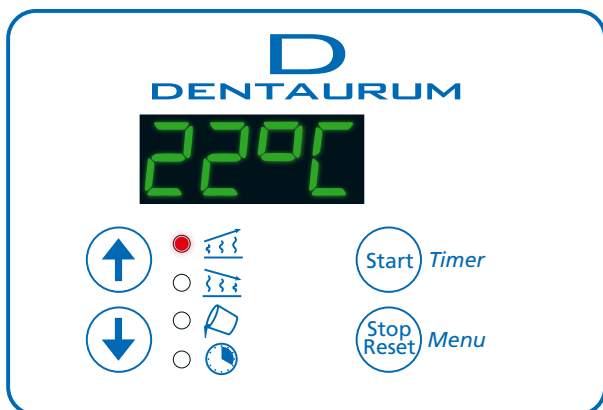 D
DENTAURUM
22°C
Start Timer
Stop
Reset Menu